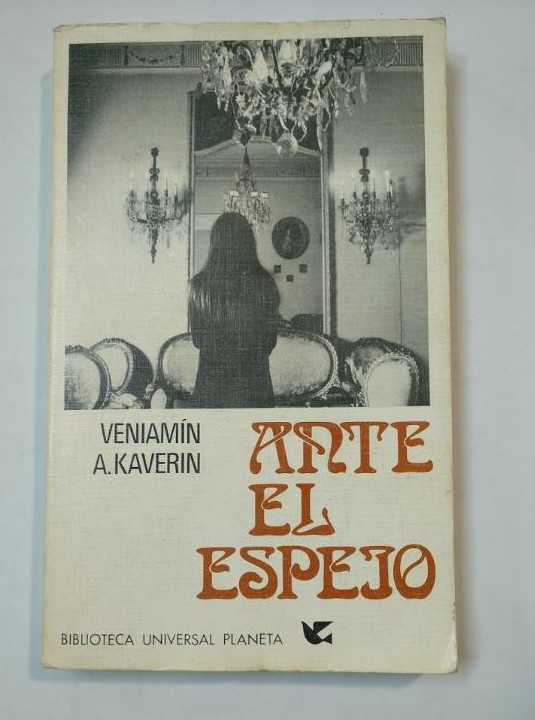 VENIAMÍN
A. KAVERIN
ANTE
EL
ESPEJO
BIBLIOTECA UNIVERSAL PLANETA